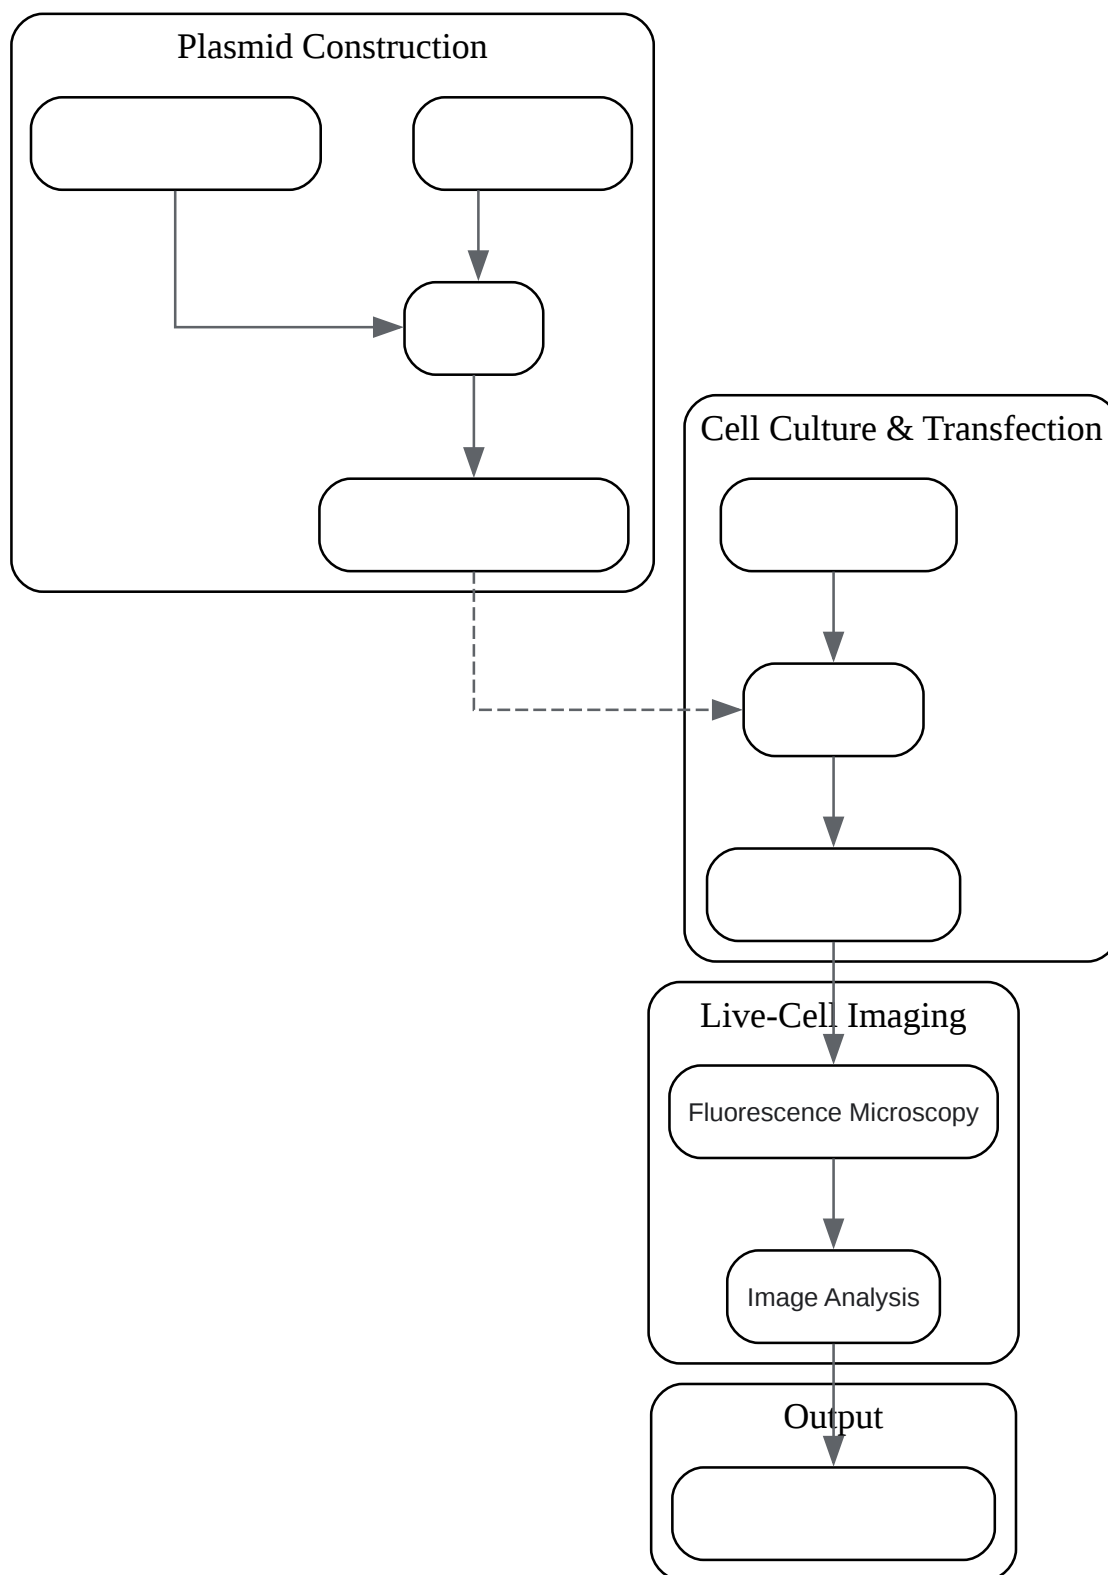 Plasmid Construction
Cell Culture & Transfection
Live-Cell Imaging
Fluorescence Microscopy
Image Analysis
Output